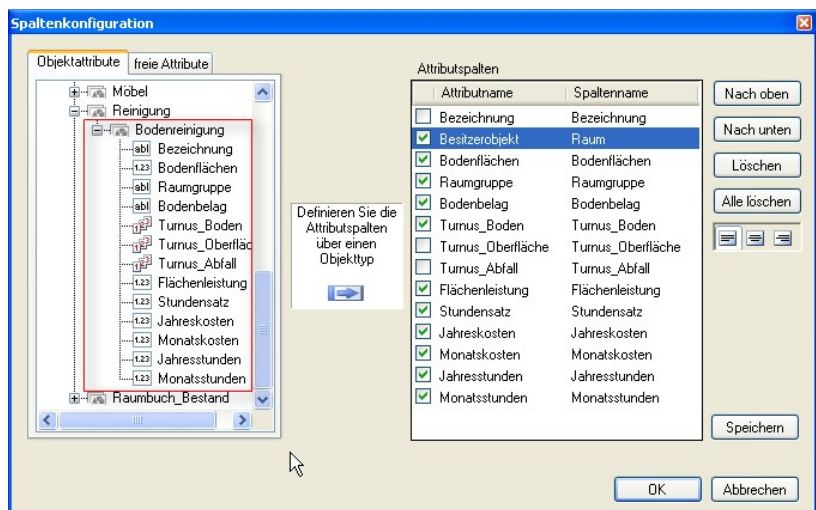 Spaltenkonfiguration
Objektattribute freie Attribute
Möbel
Reinigung
Bodenreinigung
abl Bezeichnung
1.23 Bodenflächen
abl Raumgruppe
abl Bodenbelag
123 Turnus_Boden
123 Turnus_Oberfläc
123 Turnus_Abfall
1.23 Flächenleistung
1.23 Stundensatz
1.23 Jahreskosten
1.23 Monatskosten
1.23 Jahresstunden
1.23 Monatsstunden
Raumbuch_Bestand
Definieren Sie die
Attributspalten
über einen
Objekttyp
Attributspalten
Attributname Spaltenname
Bezeichnung Bezeichnung
Besitzerobjekt Raum
Bodenflächen Bodenflächen
Raumgruppe Raumgruppe
Bodenbelag Bodenbelag
Turnus_Boden Turnus_Boden
Turnus_Oberfläche Turnus_Oberfläche
Turnus_Abfall Turnus_Abfall
Flächenleistung Flächenleistung
Stundensatz Stundensatz
Jahreskosten Jahreskosten
Monatskosten Monatskosten
Jahresstunden Jahresstunden
Monatsstunden Monatsstunden
Nach oben
Nach unten
Löschen
Alle löschen
Speichern
OK Abbrechen